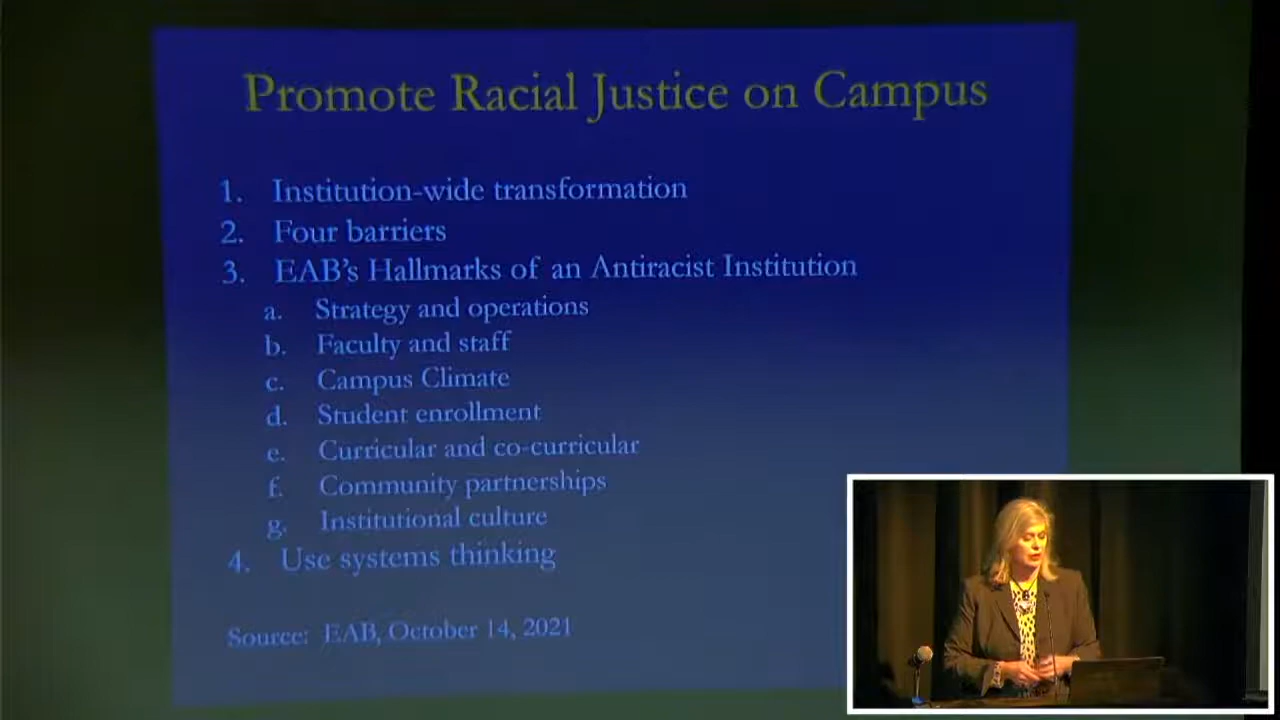 Promote Racial Justice on Campus
1. Institution-wide transformation
2. Four barriers
3. EAB's Hallmarks of an Antiracist Institution
a. Strategy and operations
b. Faculty and staff
c. Campus Climate
d. Student enrollment
e. Curricular and co-curricular
f. Community partnerships
g. Institutional culture
4. Use systems thinking
Source: EAB, October 14, 2021